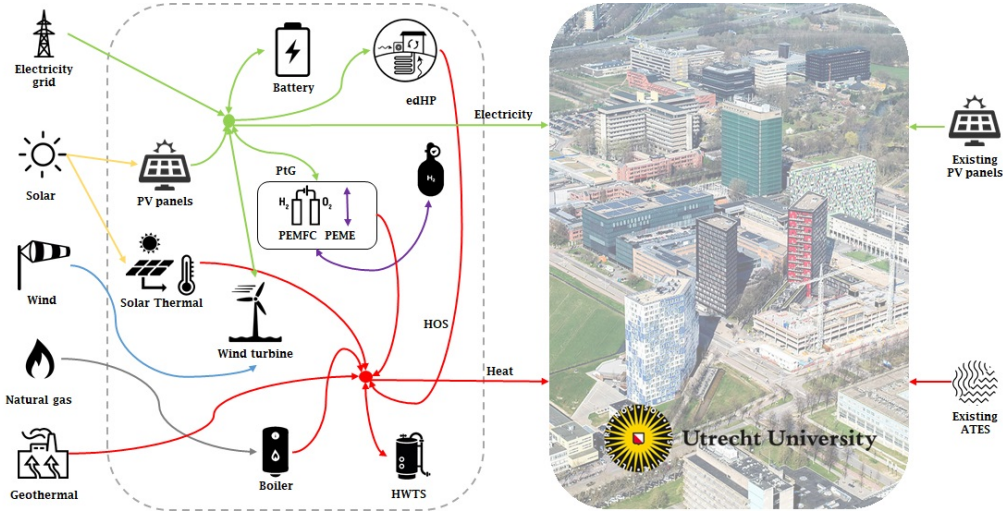 Electricity
grid
Battery
edHP
Electricity
Solar
PV panels
PtG
H2 O2
PEMFC PEME
H2
Existing
PV panels
Wind
Solar Thermal
Wind turbine
HOS
Natural gas
Heat
Existing
ATES
Geothermal
Boiler
HWTS
Utrecht University